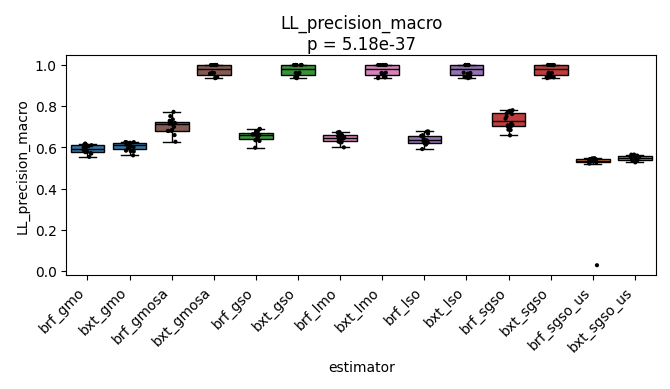 LL_precision_macro
p = 5.18e-37
LL_precision_macro
1.0
0.8
0.6
0.4
0.2
0.0
brf_gmo
bxt_gmo
brf_gmosa
bxt_gmosa
brf_gso
bxt_gso
brf_lmo
bxt_lmo
brf_lso
bxt_lso
brf_sgso
bxt_sgso
brf_sgso_us
bxt_sgso_us
estimator